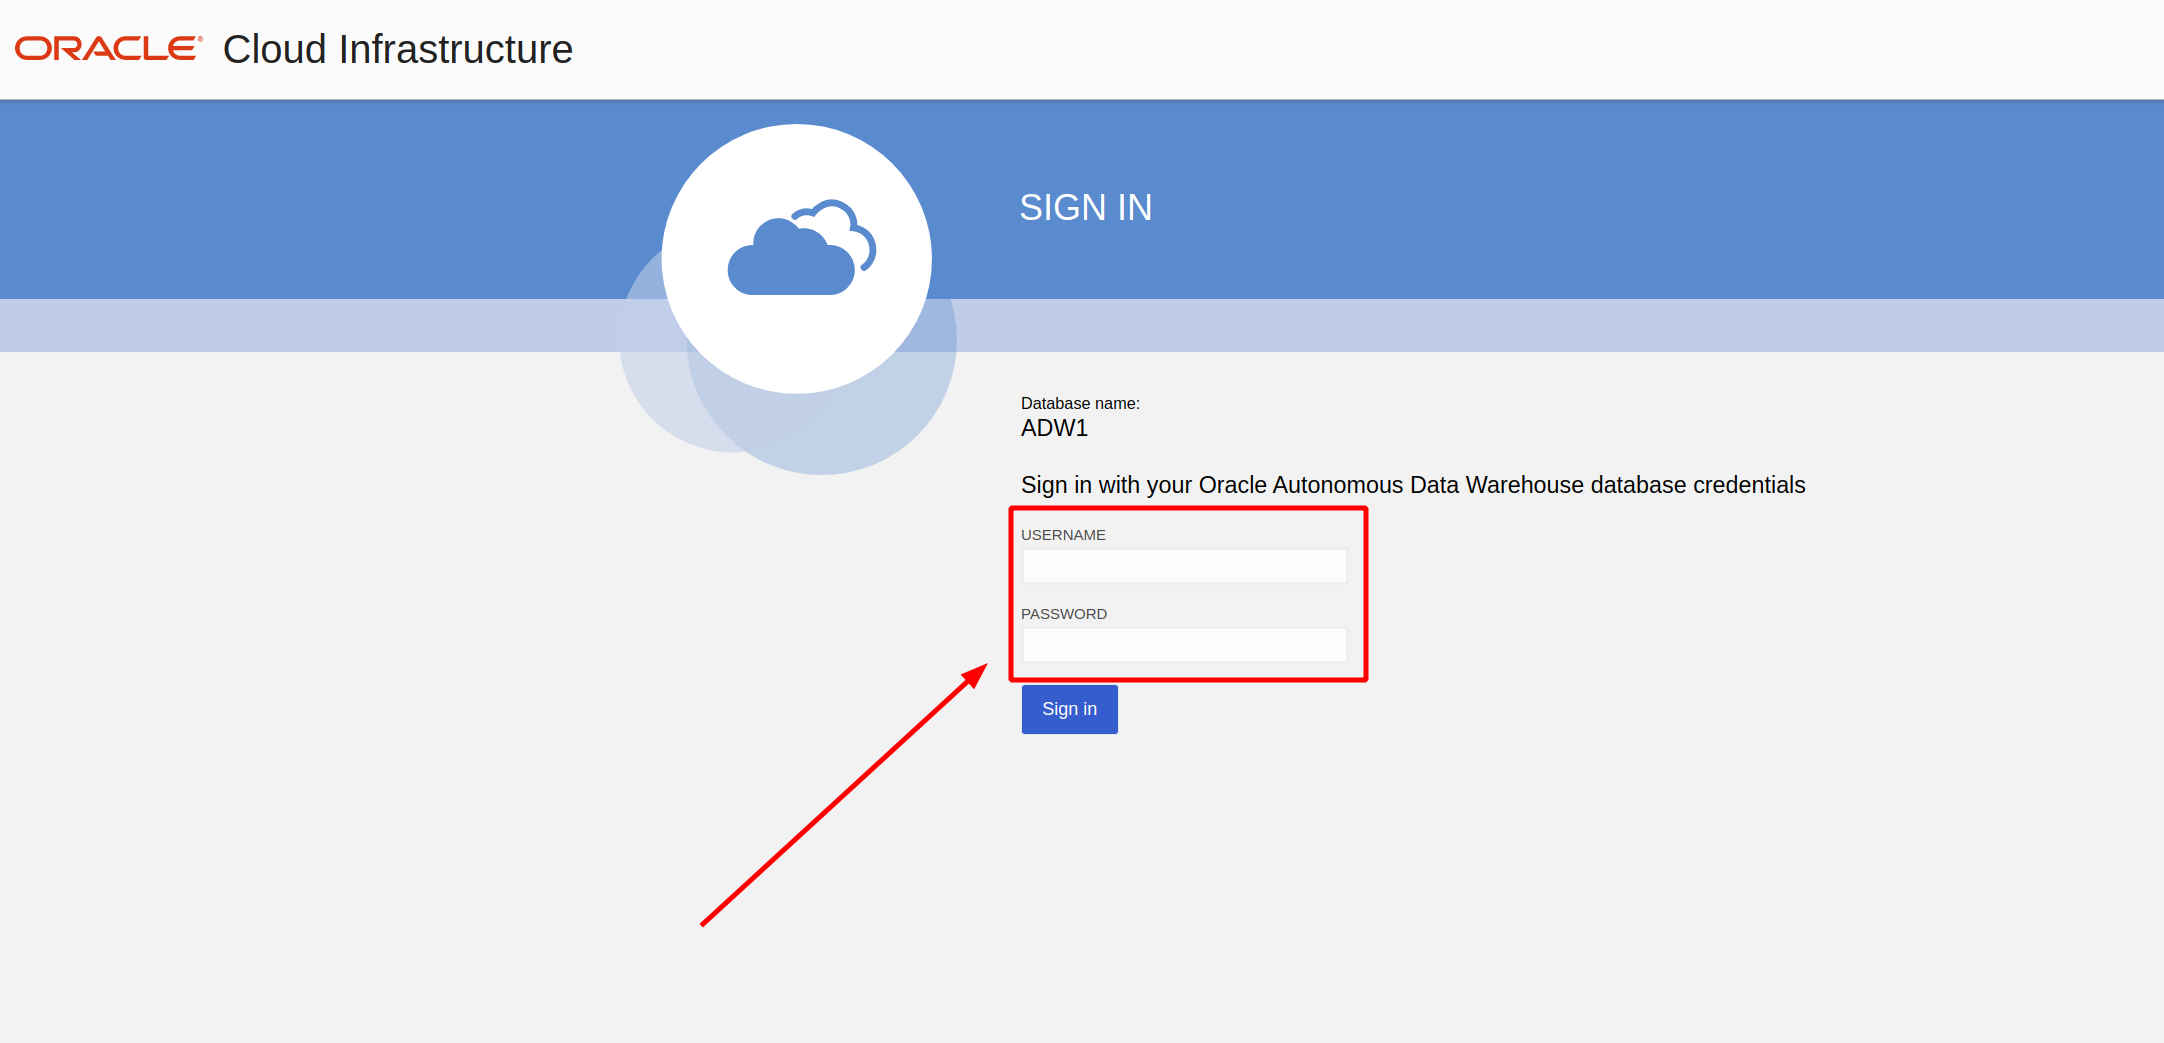 ORACLE® Cloud Infrastructure
SIGN IN
Database name:
ADW1
Sign in with your Oracle Autonomous Data Warehouse database credentials
USERNAME
PASSWORD
Sign in